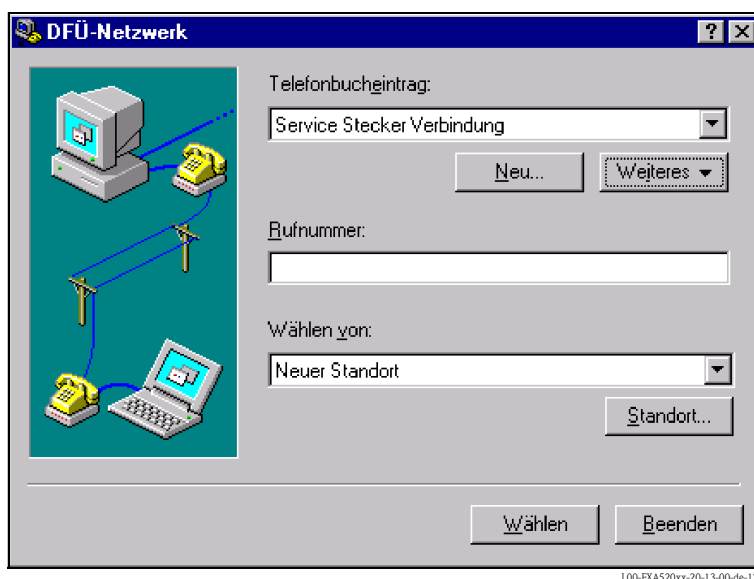 DFÜ-Netzwerk
Telefonbucheintrag:
Service Stecker Verbindung
Neu...
Weiteres
Rufnummer:
Wählen von:
Neuer Standort
Standort...
Wählen
Beenden